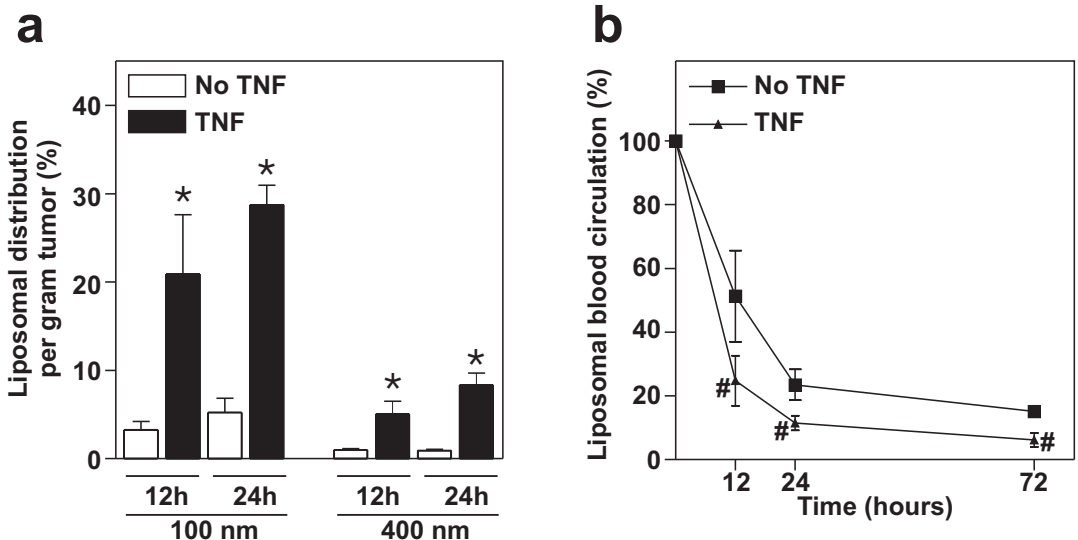 a
Liposomal distribution
per gram tumor (%)
40
30
20
10
0
No TNF
TNF
*
*
*
*
12h
24h
12h
24h
100 nm
400 nm
b
Liposomal blood circulation (%)
100
80
60
40
20
0
No TNF
TNF
#
#
#
12
24
72
Time (hours)